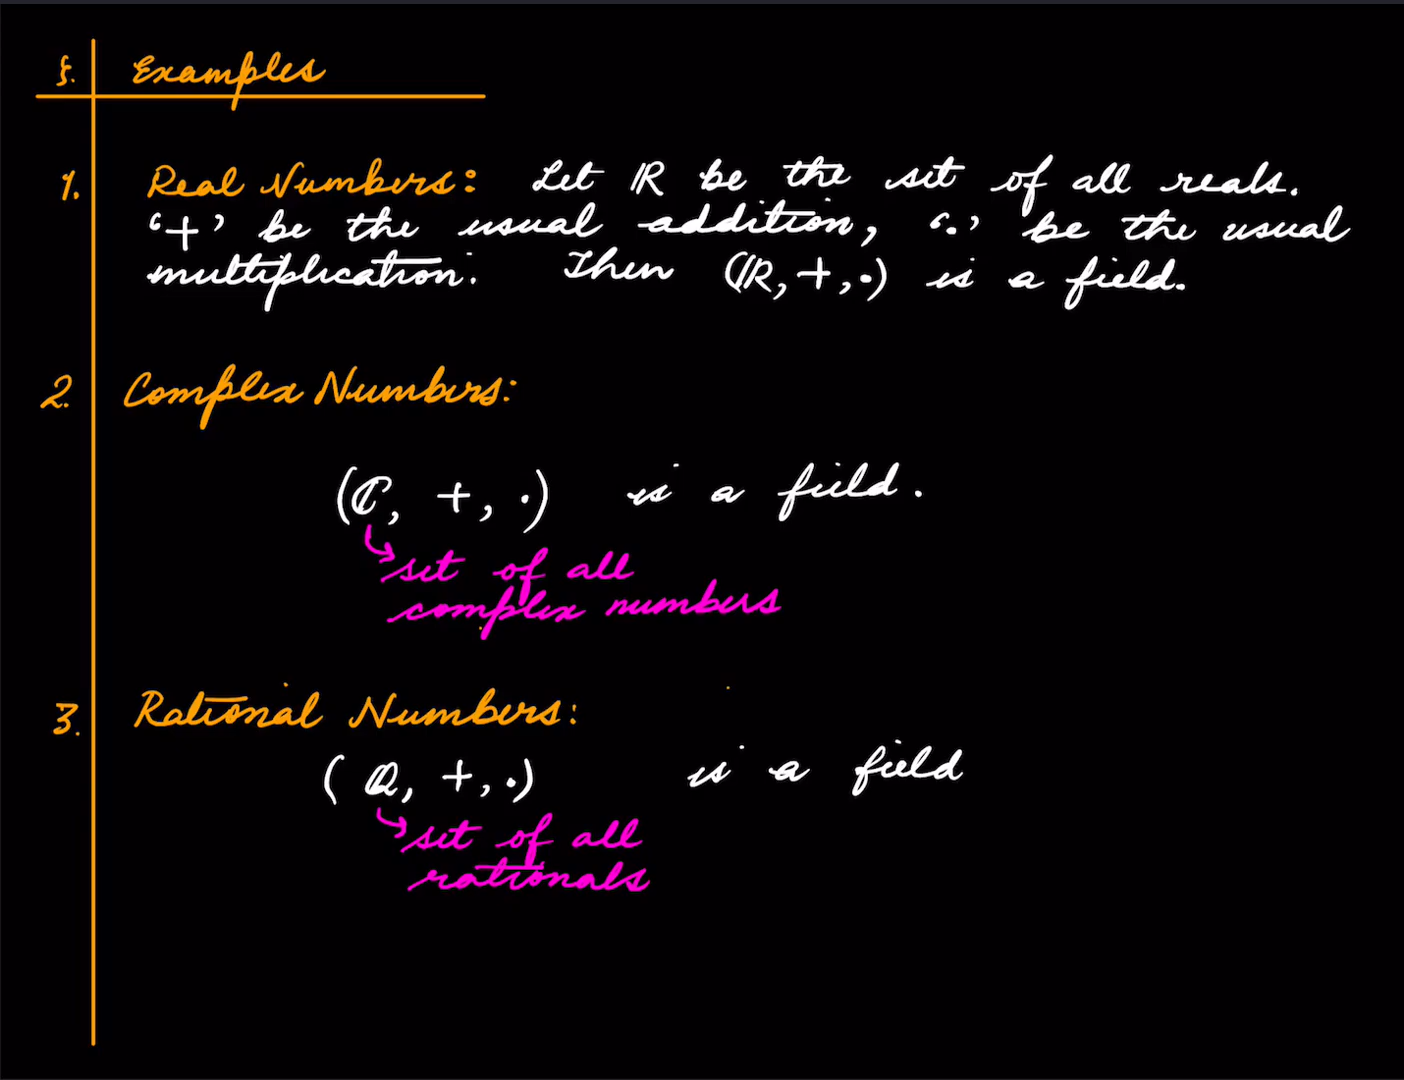 §. Examples
1. Real Numbers: Let ℝ be the set of all reals.
'+' be the usual addition, '.' be the usual
multiplication. Then (ℝ, +, ·) is a field.
2. Complex Numbers:
(ℂ, +, ·) is a field.
↳ set of all
complex numbers
3. Rational Numbers:
(ℚ, +, ·) is a field
↳ set of all
rationals